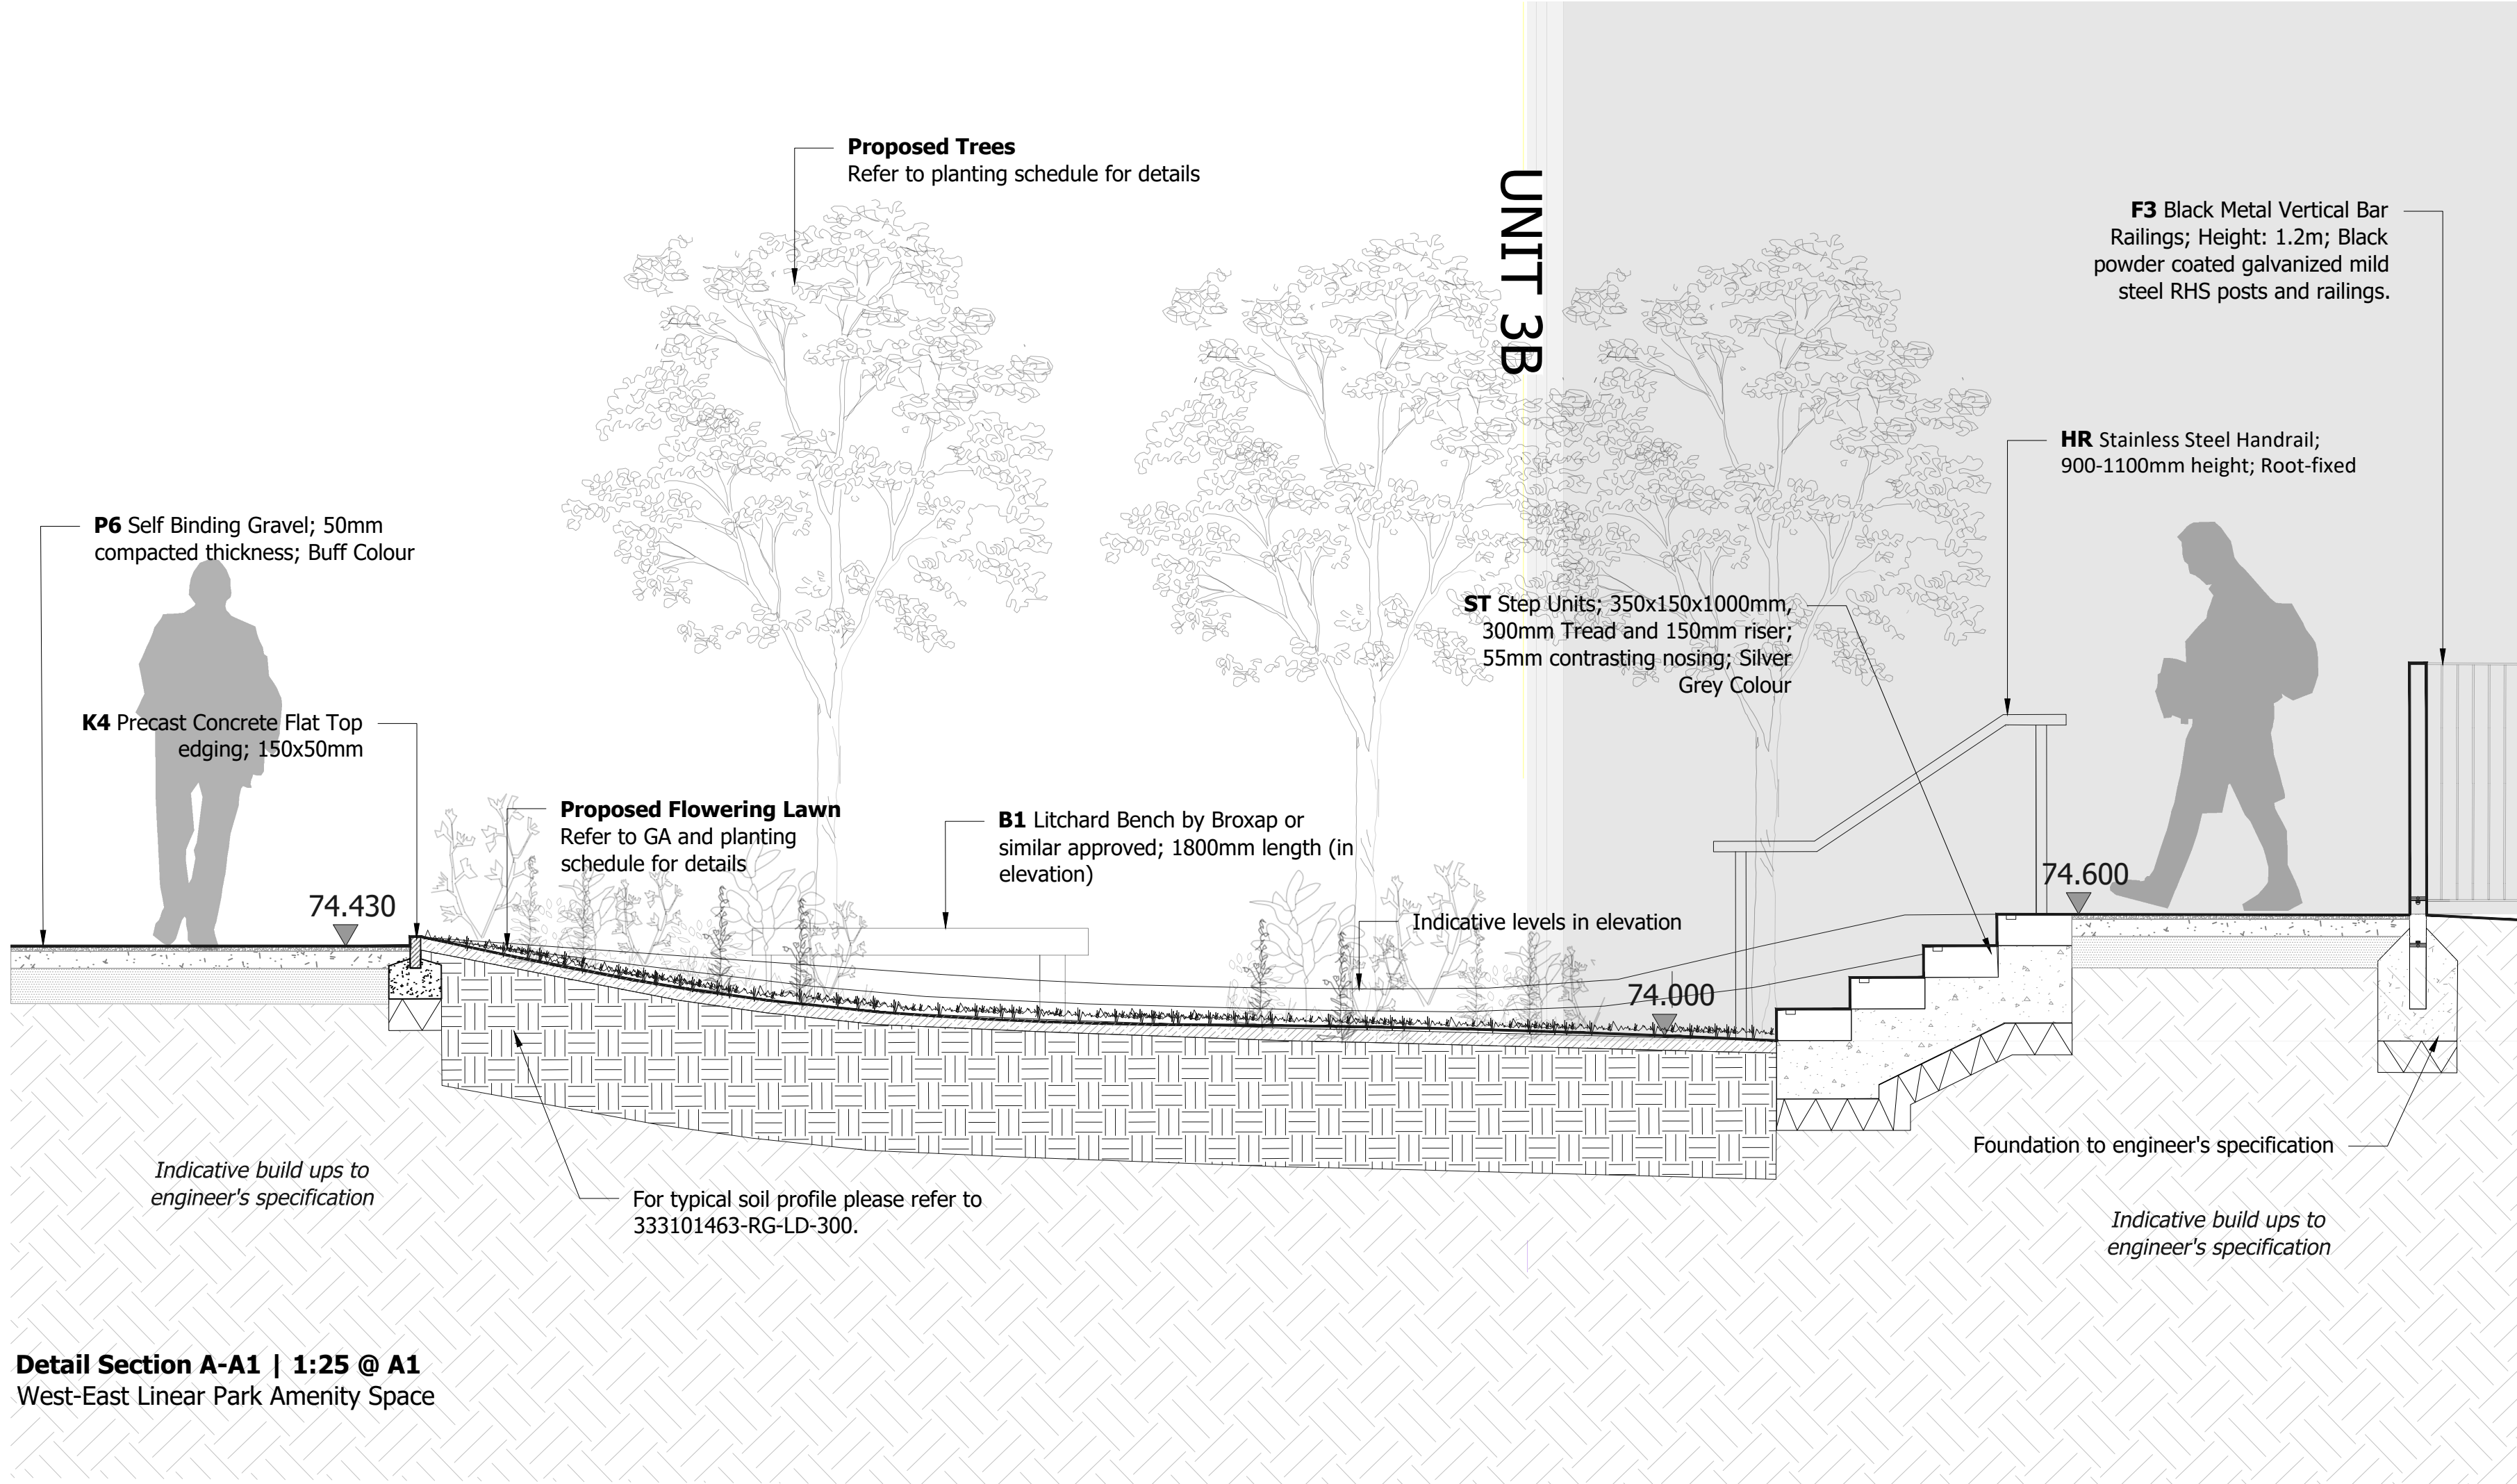 Proposed Trees
Refer to planting schedule for details
UNIT 3B
F3 Black Metal Vertical Bar
Railings; Height: 1.2m; Black
powder coated galvanized mild
steel RHS posts and railings.
HR Stainless Steel Handrail;
900-1100mm height; Root-fixed
P6 Self Binding Gravel; 50mm
compacted thickness; Buff Colour
ST Step Units; 350x150x1000mm,
300mm Tread and 150mm riser;
55mm contrasting nosing; Silver
Grey Colour
K4 Precast Concrete Flat Top
edging; 150x50mm
Proposed Flowering Lawn
Refer to GA and planting
schedule for details
B1 Litchard Bench by Broxap or
similar approved; 1800mm length (in
elevation)
74.430
74.600
Indicative levels in elevation
74.000
Foundation to engineer's specification
Indicative build ups to
engineer's specification
For typical soil profile please refer to
333101463-RG-LD-300.
Indicative build ups to
engineer's specification
Detail Section A-A1 | 1:25 @ A1
West-East Linear Park Amenity Space